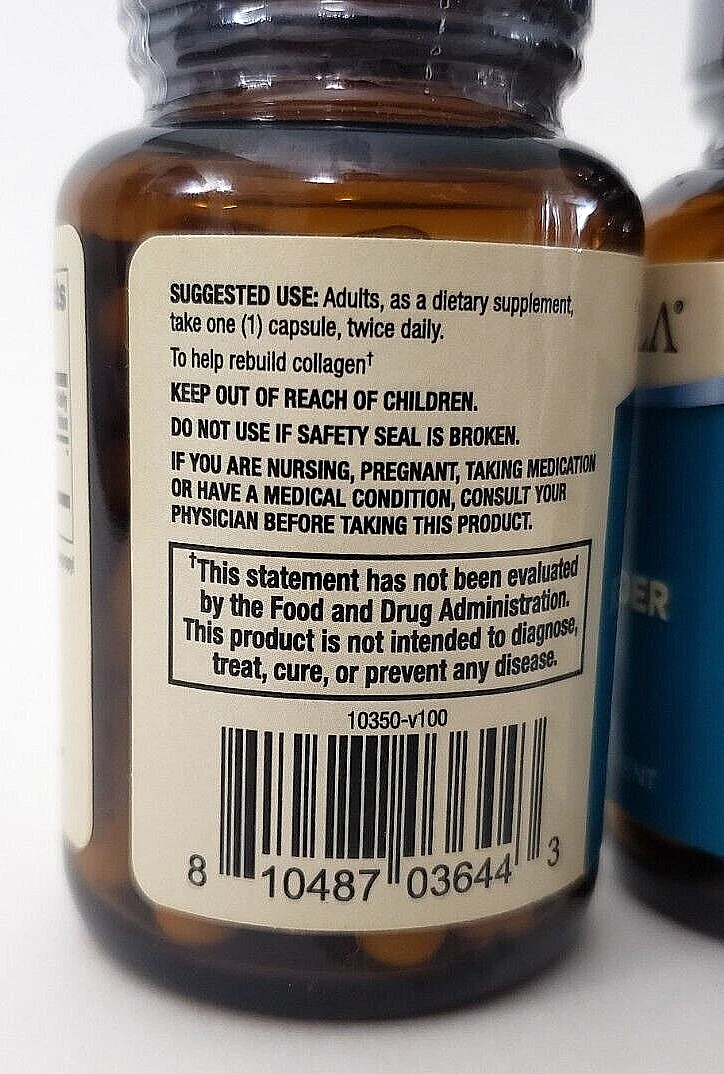 SUGGESTED USE: Adults, as a dietary supplement,
take one (1) capsule, twice daily.
To help rebuild collagen†
KEEP OUT OF REACH OF CHILDREN.
DO NOT USE IF SAFETY SEAL IS BROKEN.
IF YOU ARE NURSING, PREGNANT, TAKING MEDICATION
OR HAVE A MEDICAL CONDITION, CONSULT YOUR
PHYSICIAN BEFORE TAKING THIS PRODUCT.
†This statement has not been evaluated
by the Food and Drug Administration.
This product is not intended to diagnose,
treat, cure, or prevent any disease.
10350-v100
8 10487 03644 3